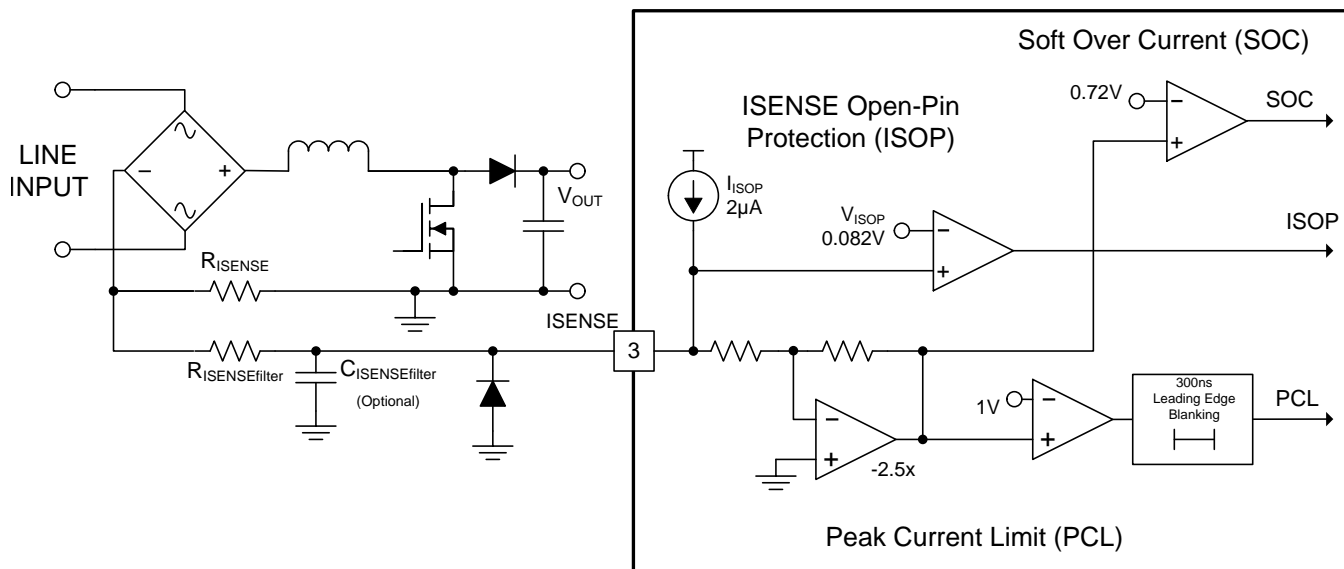 Soft Over Current (SOC)
0.72V
SOC
−
+
ISENSE Open-Pin
Protection (ISOP)
LINE
INPUT
−
+
VOUT
IISOP
2µA
VISOP
0.082V
−
+
ISOP
RISENSE
ISENSE
3
RISENSEfilter
CISENSEfilter
(Optional)
−
+
-2.5x
1V
−
+
300ns
Leading Edge
Blanking
PCL
Peak Current Limit (PCL)